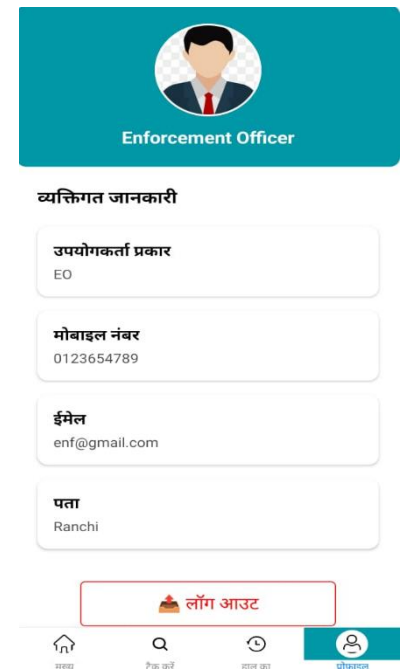 Enforcement Officer
व्यक्तिगत जानकारी
उपयोगकर्ता प्रकार
EO
मोबाइल नंबर
0123654789
ईमेल
enf@gmail.com
पता
Ranchi
लॉग आउट
मुख्य
ट्रैक करें
हाल का
प्रोफ़ाइल